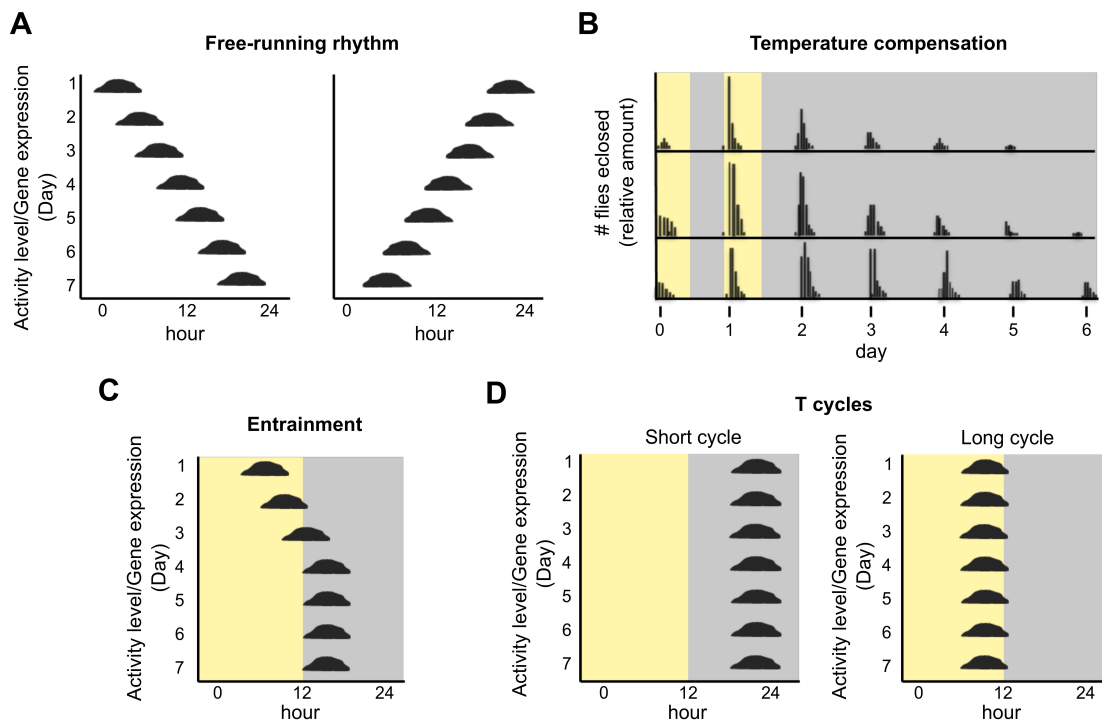 A
Free-running rhythm
Activity level/Gene expression
(Day)
1
2
3
4
5
6
7
0 12 24
hour
0 12 24
hour
B
Temperature compensation
# flies eclosed
(relative amount)
0 1 2 3 4 5 6
day
C
Entrainment
Activity level/Gene expression
(Day)
1
2
3
4
5
6
7
0 12 24
hour
D
T cycles
Short cycle
Activity level/Gene expression
(Day)
1
2
3
4
5
6
7
0 12 24
hour
Long cycle
Activity level/Gene expression
(Day)
1
2
3
4
5
6
7
0 12 24
hour